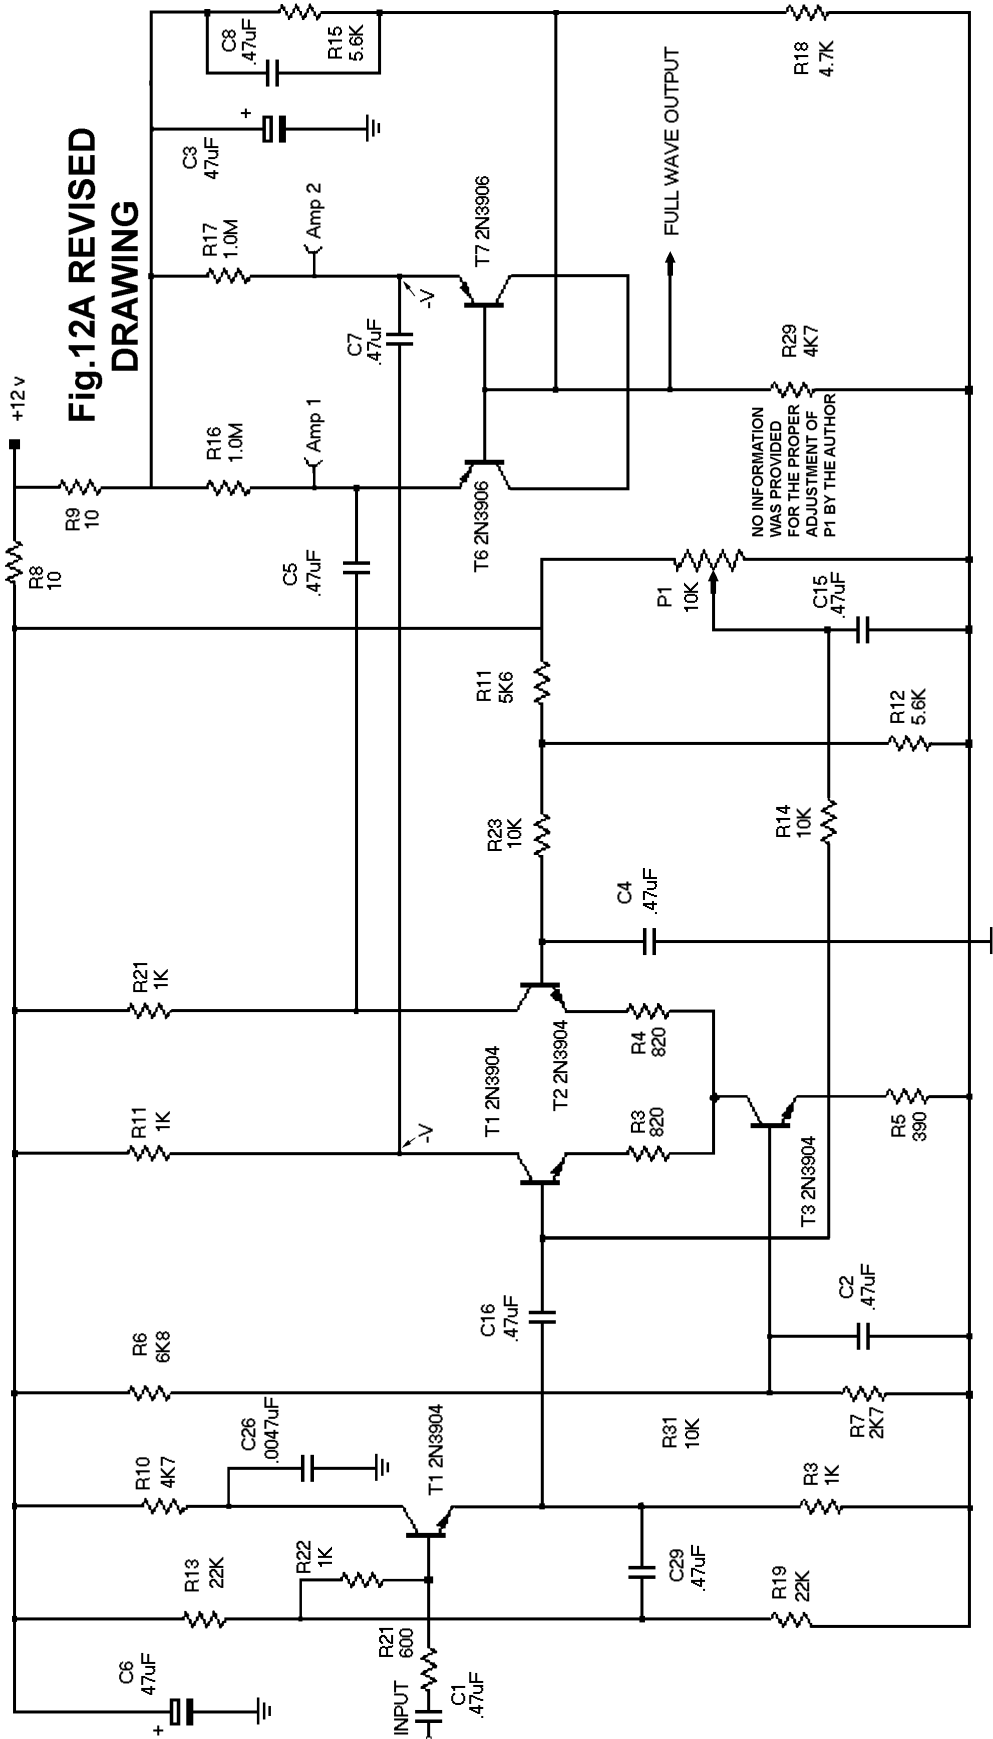 Fig.12A REVISED
DRAWING
+12 v
C6
47uF
+
R13
22K
R22
1K
INPUT
R21
600
C1
.47uF
C29
.47uF
R19
22K
R10
4K7
C26
.0047uF
T1 2N3904
R31
10K
R3
1K
R6
6K8
R7
2K7
C2
.47uF
C16
.47uF
R11
1K
R21
1K
-V
T1 2N3904
T2 2N3904
R3
820
R4
820
T3 2N3904
R5
390
C4
.47uF
R23
10K
R14
10K
R11
5K6
R12
5.6K
P1
10K
C15
.47uF
NO INFORMATION
WAS PROVIDED
FOR THE PROPER
ADJUSTMENT OF
P1 BY THE AUTHOR
R8
10
R9
10
C5
.47uF
R16
1.0M
Amp 1
T6 2N3906
C7
.47uF
-V
R17
1.0M
Amp 2
T7 2N3906
R29
4K7
FULL WAVE OUTPUT
C3
47uF
+
C8
.47uF
R15
5.6K
R18
4.7K